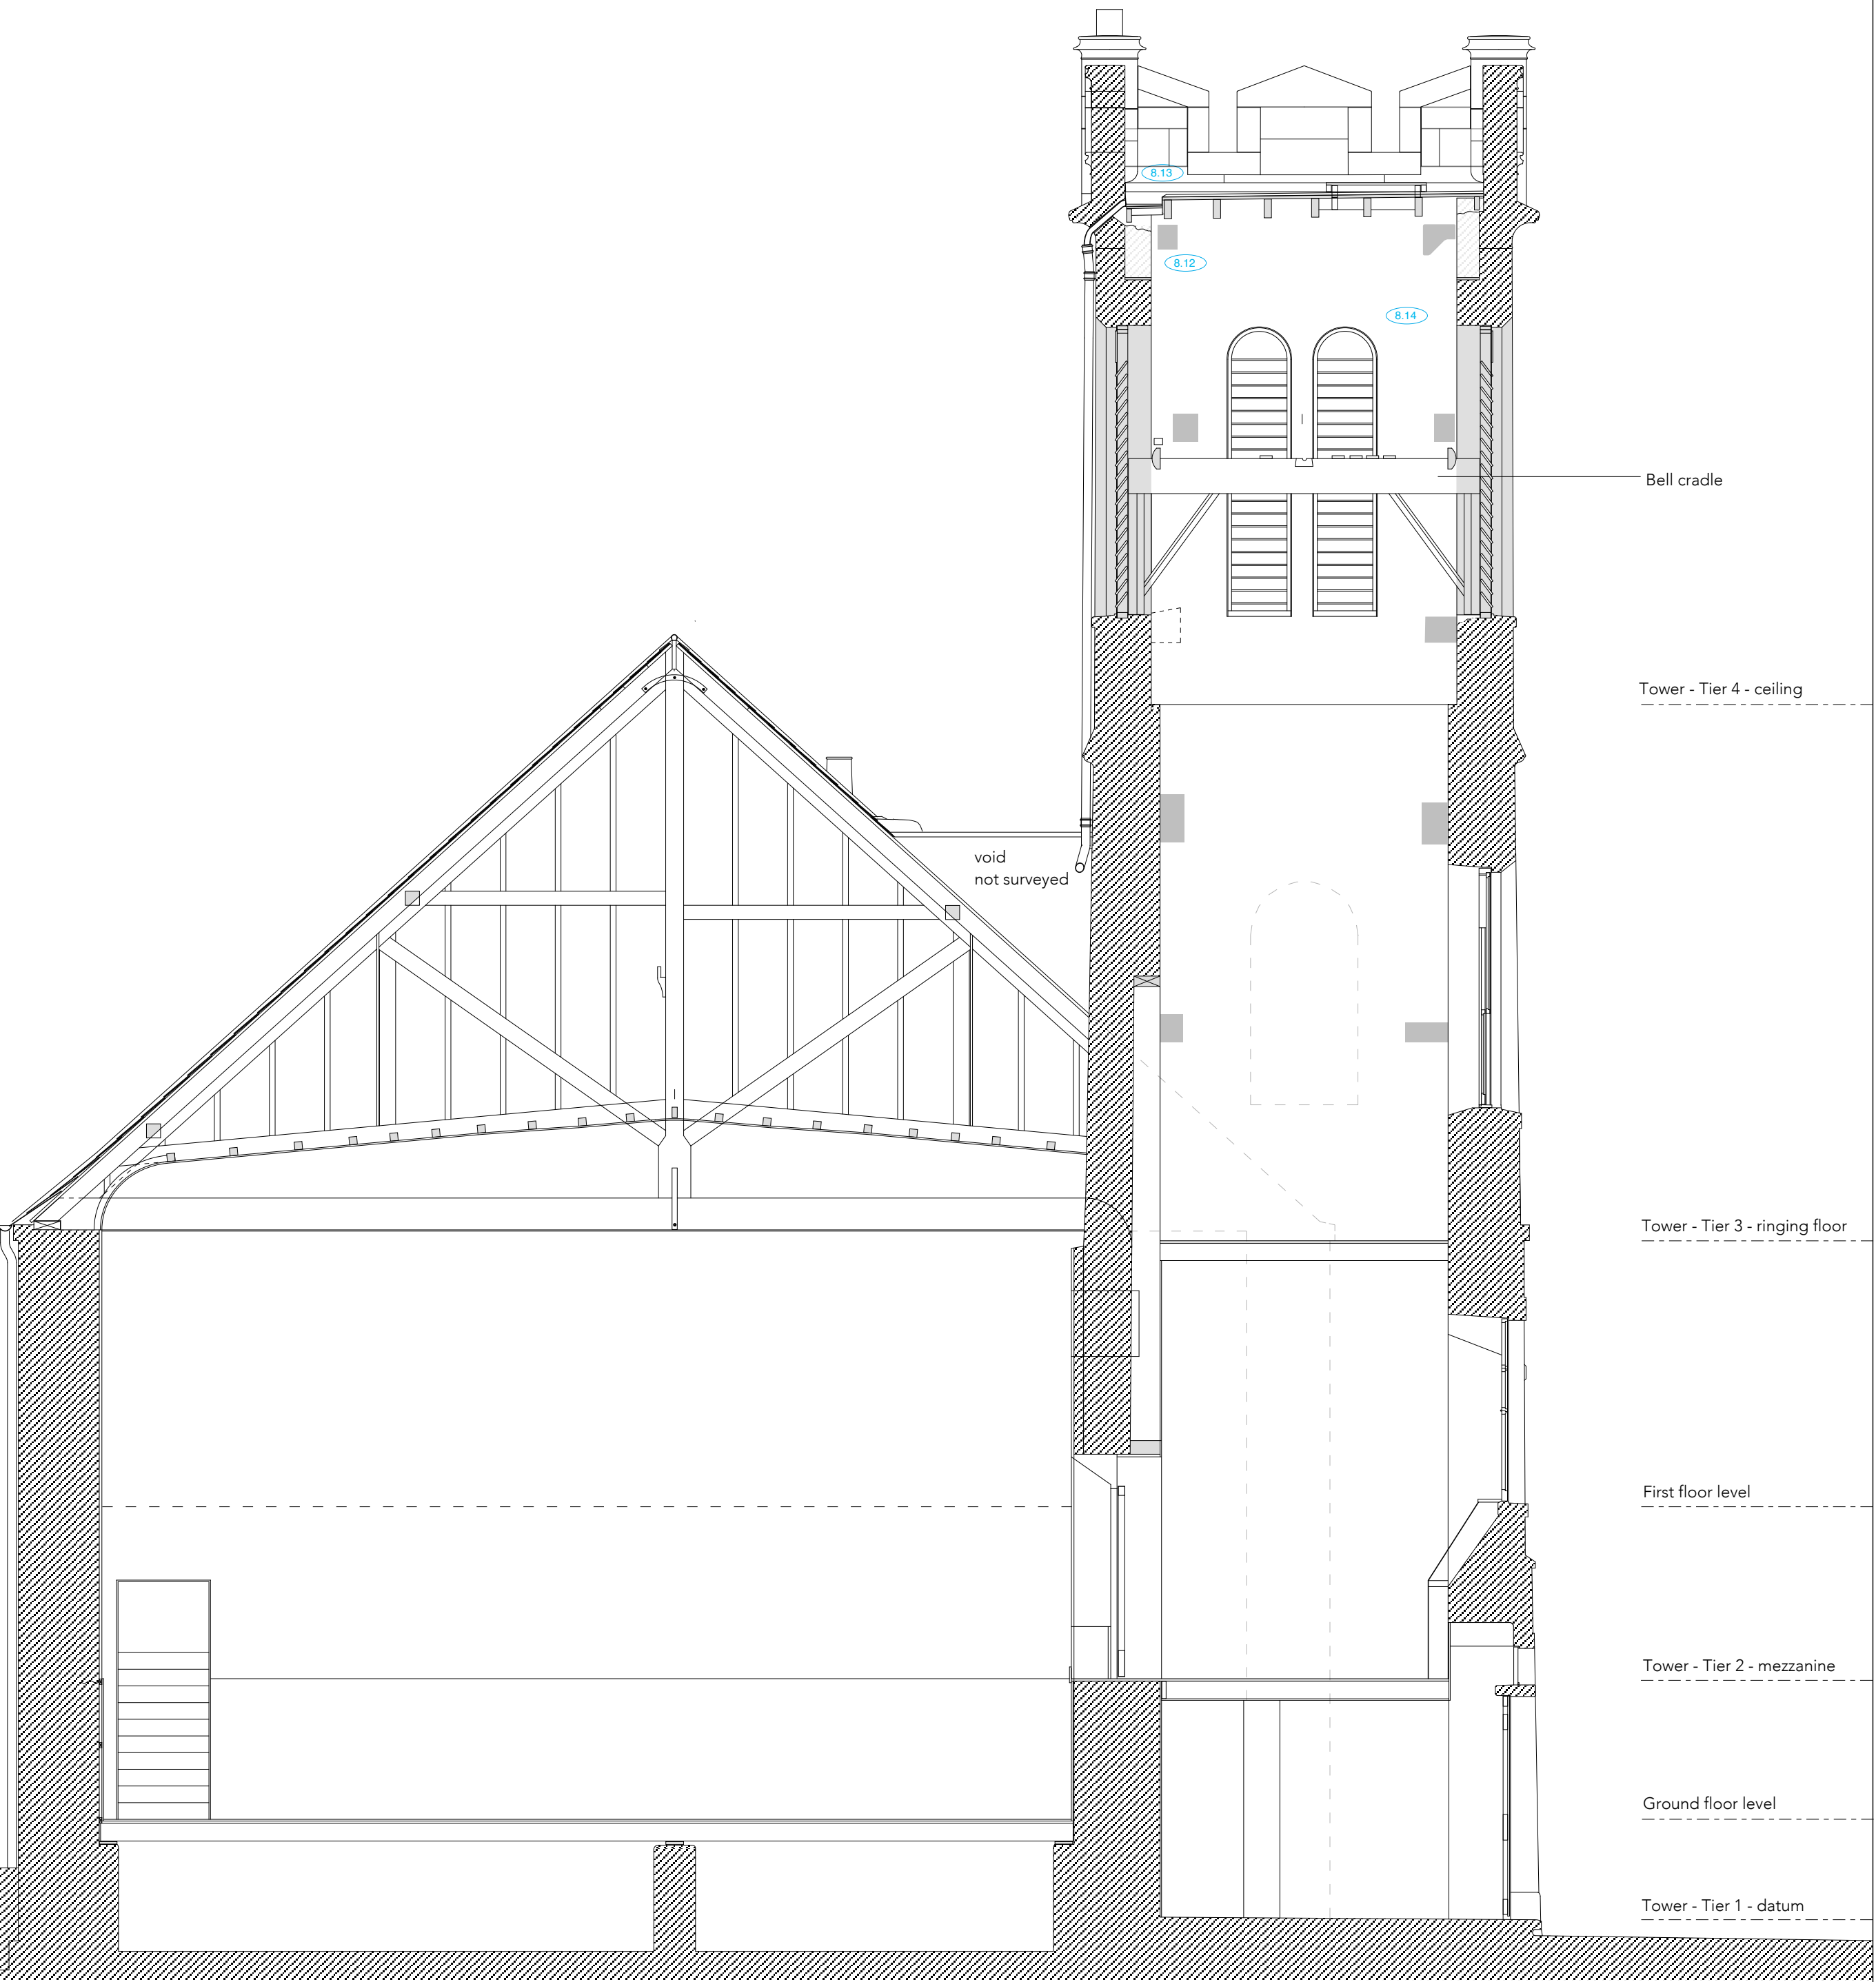 8.13
8.12
8.14
Bell cradle
Tower - Tier 4 - ceiling
void
not surveyed
Tower - Tier 3 - ringing floor
First floor level
Tower - Tier 2 - mezzanine
Ground floor level
Tower - Tier 1 - datum